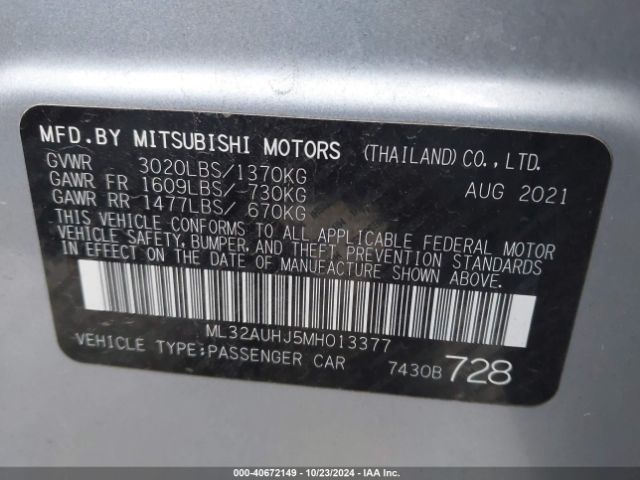 MFD.BY MITSUBISHI MOTORS (THAILAND)CO.,LTD.
GVWR 3020LBS/1370KG AUG 2021
GAWR FR 1609LBS/ 730KG
GAWR RR 1477LBS/ 670KG
THIS VEHICLE CONFORMS TO ALL APPLICABLE FEDERAL MOTOR
VEHICLE SAFETY, BUMPER, AND THEFT PREVENTION STANDARDS
IN EFFECT ON THE DATE OF MANUFACTURE SHOWN ABOVE.
ML32AUHJ5MH013377
VEHICLE TYPE:PASSENGER CAR 7430B 728
000-40672149 - 10/23/2024 - IAAI.com